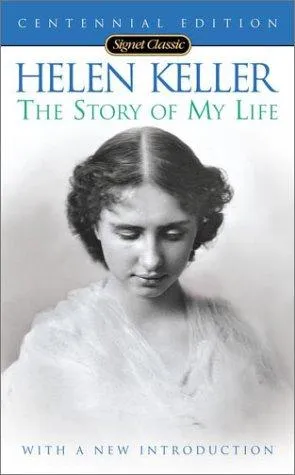 CENTENNIAL EDITION
Signet Classic
HELEN KELLER
THE STORY OF MY LIFE
WITH A NEW INTRODUCTION